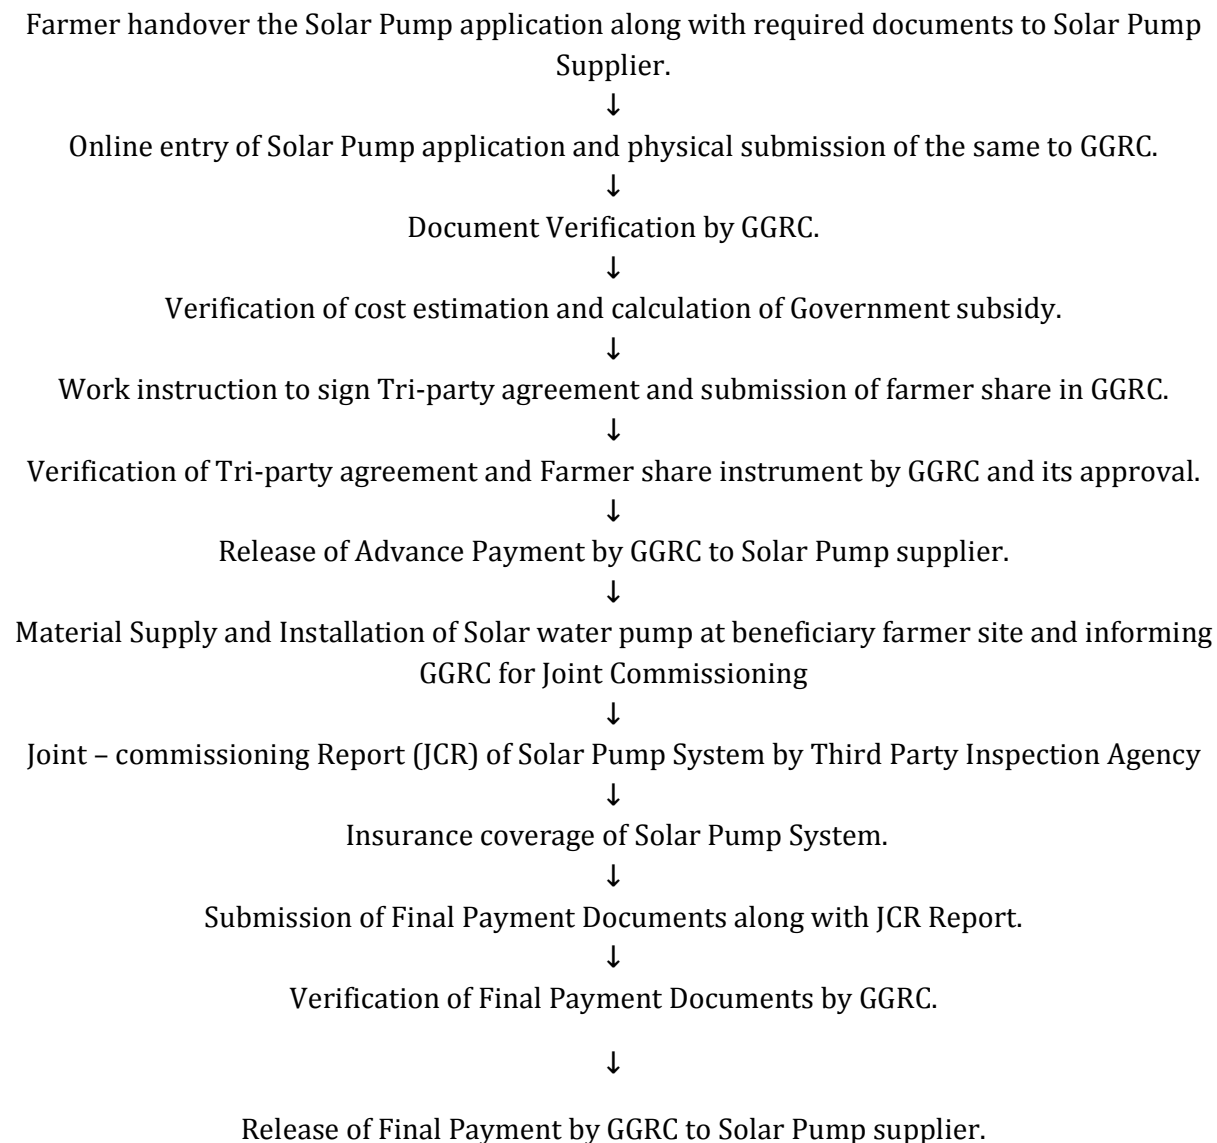 Farmer handover the Solar Pump application along with required documents to Solar Pump
Supplier.
↓
Online entry of Solar Pump application and physical submission of the same to GGRC.
↓
Document Verification by GGRC.
↓
Verification of cost estimation and calculation of Government subsidy.
↓
Work instruction to sign Tri-party agreement and submission of farmer share in GGRC.
↓
Verification of Tri-party agreement and Farmer share instrument by GGRC and its approval.
↓
Release of Advance Payment by GGRC to Solar Pump supplier.
↓
Material Supply and Installation of Solar water pump at beneficiary farmer site and informing
GGRC for Joint Commissioning
↓
Joint – commissioning Report (JCR) of Solar Pump System by Third Party Inspection Agency
↓
Insurance coverage of Solar Pump System.
↓
Submission of Final Payment Documents along with JCR Report.
↓
Verification of Final Payment Documents by GGRC.
↓
Release of Final Payment by GGRC to Solar Pump supplier.